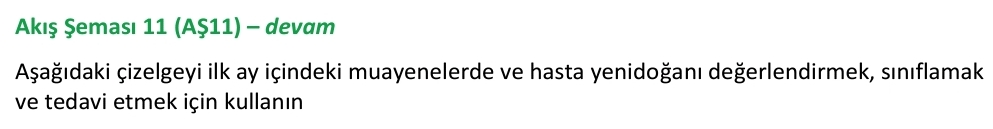 Akış Şeması 11 (AŞ11) – devam
Aşağıdaki çizelgeyi ilk ay içindeki muayenelerde ve hasta yenidoğanı değerlendirmek, sınıflamak
ve tedavi etmek için kullanın